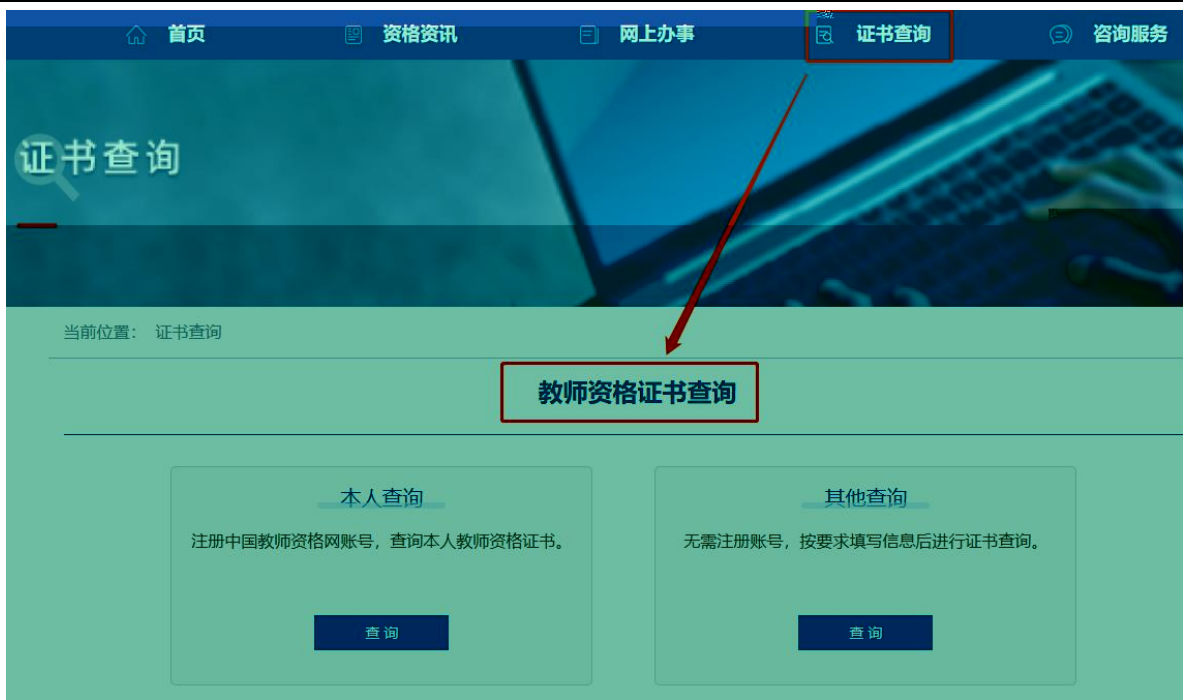 首页 资格资讯 网上办事 证书查询 咨询服务
证书查询
当前位置： 证书查询
教师资格证书查询
本人查询
注册中国教师资格网账号，查询本人教师资格证书。
查询
其他查询
无需注册账号，按要求填写信息后进行证书查询。
查询